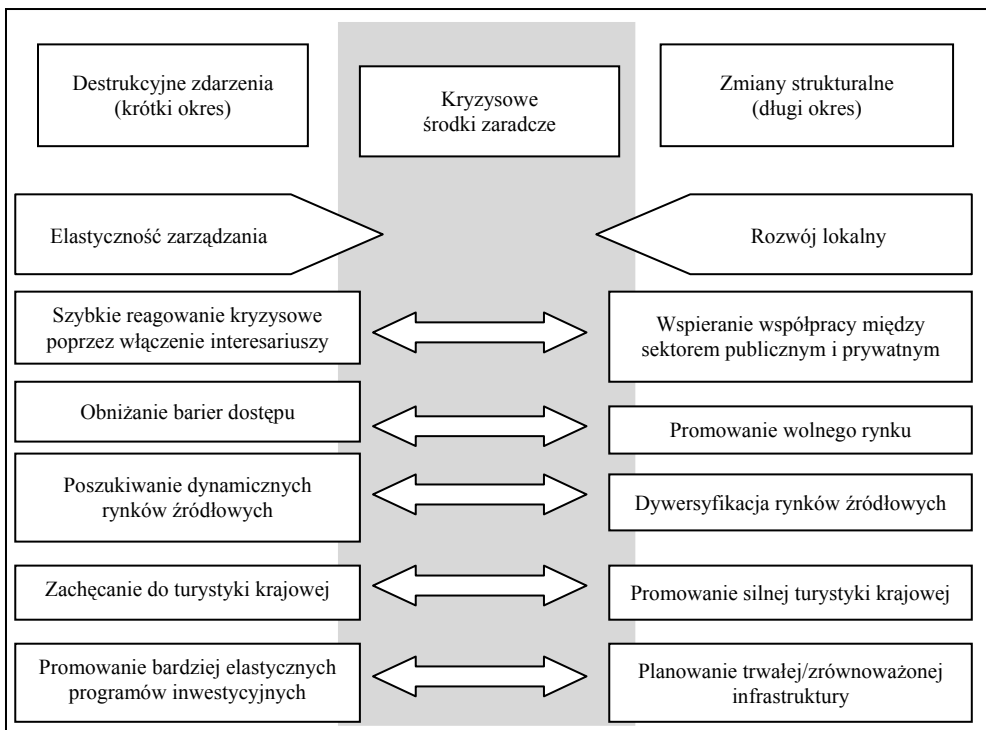 Destrukcyjne zdarzenia
(krótki okres)
Kryzysowe
środki zaradcze
Zmiany strukturalne
(długi okres)
Elastyczność zarządzania
Rozwój lokalny
Szybkie reagowanie kryzysowe
poprzez włączenie interesariuszy
Wspieranie współpracy między
sektorem publicznym i prywatnym
Obniżanie barier dostępu
Promowanie wolnego rynku
Poszukiwanie dynamicznych
rynków źródłowych
Dywersyfikacja rynków źródłowych
Zachęcanie do turystyki krajowej
Promowanie silnej turystyki krajowej
Promowanie bardziej elastycznych
programów inwestycyjnych
Planowanie trwałej/zrównoważonej
infrastruktury